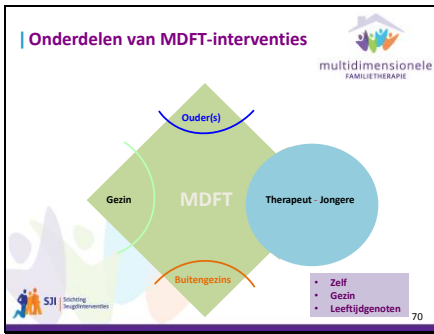 | Onderdelen van MDFT-interventies
multidimensionele
FAMILIETHERAPIE
Ouder(s)
Gezin
MDFT
Therapeut - Jongere
Buitengezins
• Zelf
• Gezin
• Leeftijdgenoten
SJI | Stichting
Jeugdinterventies
70